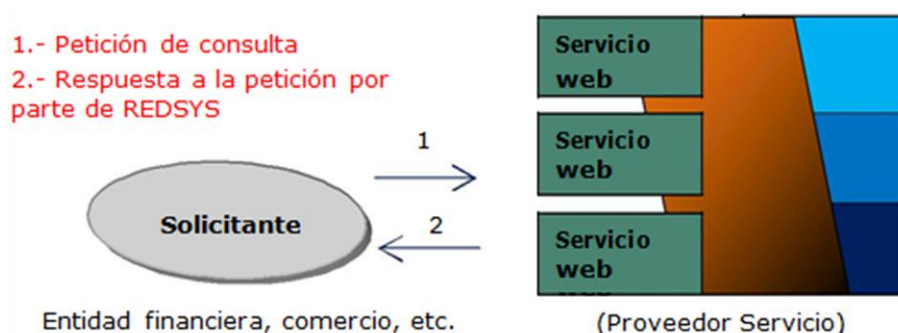 1.- Petición de consulta
2.- Respuesta a la petición por
parte de REDSYS
1
2
Solicitante
Entidad financiera, comercio, etc.
Servicio
web
Servicio
web
Servicio
web
(Proveedor Servicio)